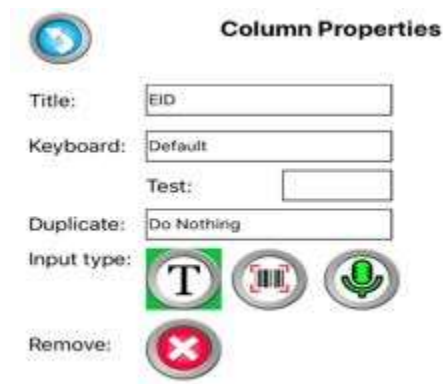 Column Properties
Title: EID
Keyboard: Default
Test:
Duplicate: Do Nothing
Input type: T
Remove: